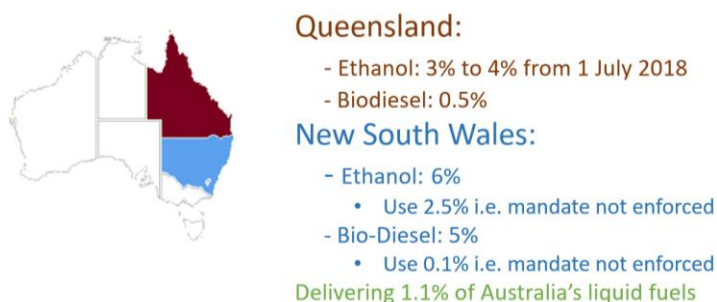 Queensland:
- Ethanol: 3% to 4% from 1 July 2018
- Biodiesel: 0.5%
New South Wales:
- Ethanol: 6%
• Use 2.5% i.e. mandate not enforced
- Bio-Diesel: 5%
• Use 0.1% i.e. mandate not enforced
Delivering 1.1% of Australia's liquid fuels